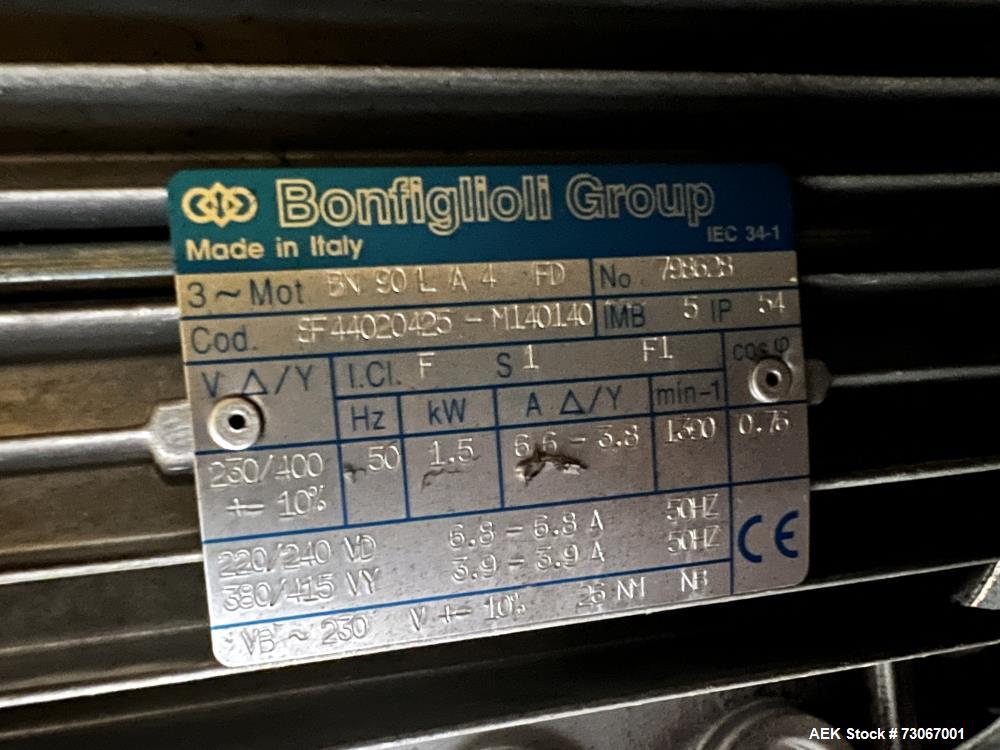 Bonfiglioli Group
Made in Italy IEC 34-1
3~Mot. BN 90 L A 4 FD No 798628
Cod. 8F44020425-M140140 IMB 5 IP 54
V Δ/Y I.Cl. F S 1 F1 cos φ
Hz kW A Δ/Y min-1
230/400 50 1.5 6.6-3.8 1390 0.76
+- 10%
220/240 VD 6.8-6.8 A 50HZ
380/415 VY 3.9-3.9 A 50HZ
CE
VB ~ 230 V +- 10% 26 NM NB
AEK Stock # 73067001